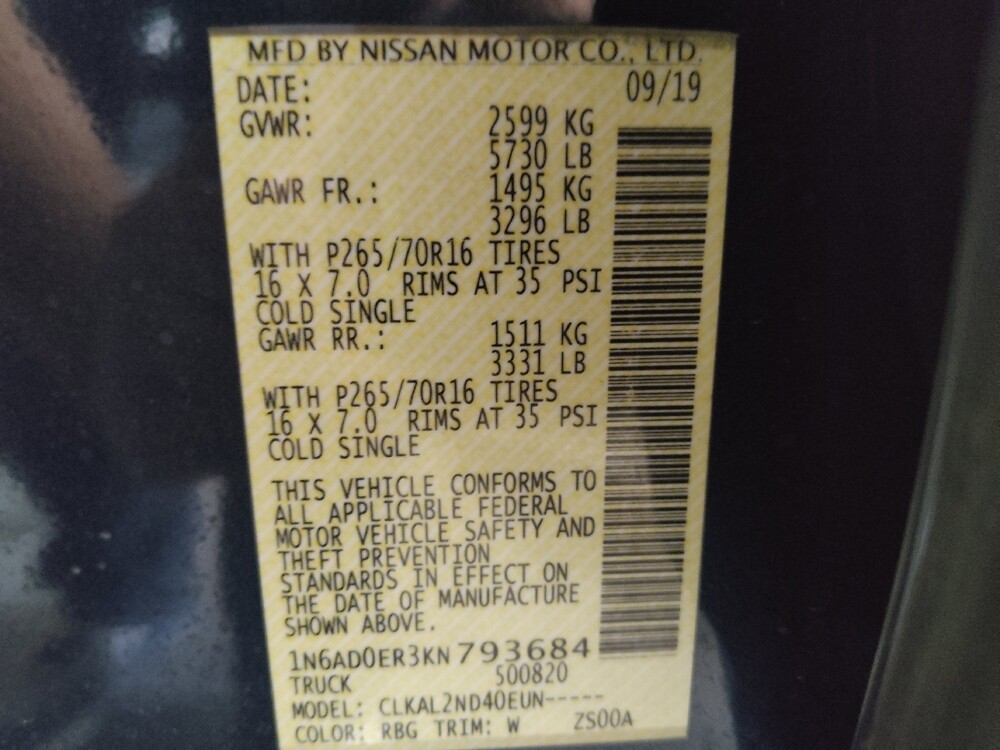 MFD BY NISSAN MOTOR CO., LTD.
DATE: 09/19
GVWR: 2599 KG
5730 LB
GAWR FR.: 1495 KG
3296 LB
WITH P265/70R16 TIRES
16 X 7.0 RIMS AT 35 PSI
COLD SINGLE
GAWR RR.: 1511 KG
3331 LB
WITH P265/70R16 TIRES
16 X 7.0 RIMS AT 35 PSI
COLD SINGLE
THIS VEHICLE CONFORMS TO
ALL APPLICABLE FEDERAL
MOTOR VEHICLE SAFETY AND
THEFT PREVENTION
STANDARDS IN EFFECT ON
THE DATE OF MANUFACTURE
SHOWN ABOVE.
1N6AD0ER3KN793684
TRUCK 500820
MODEL: CLKAL2ND40EUN-----
COLOR: RBG TRIM: W ZS00A